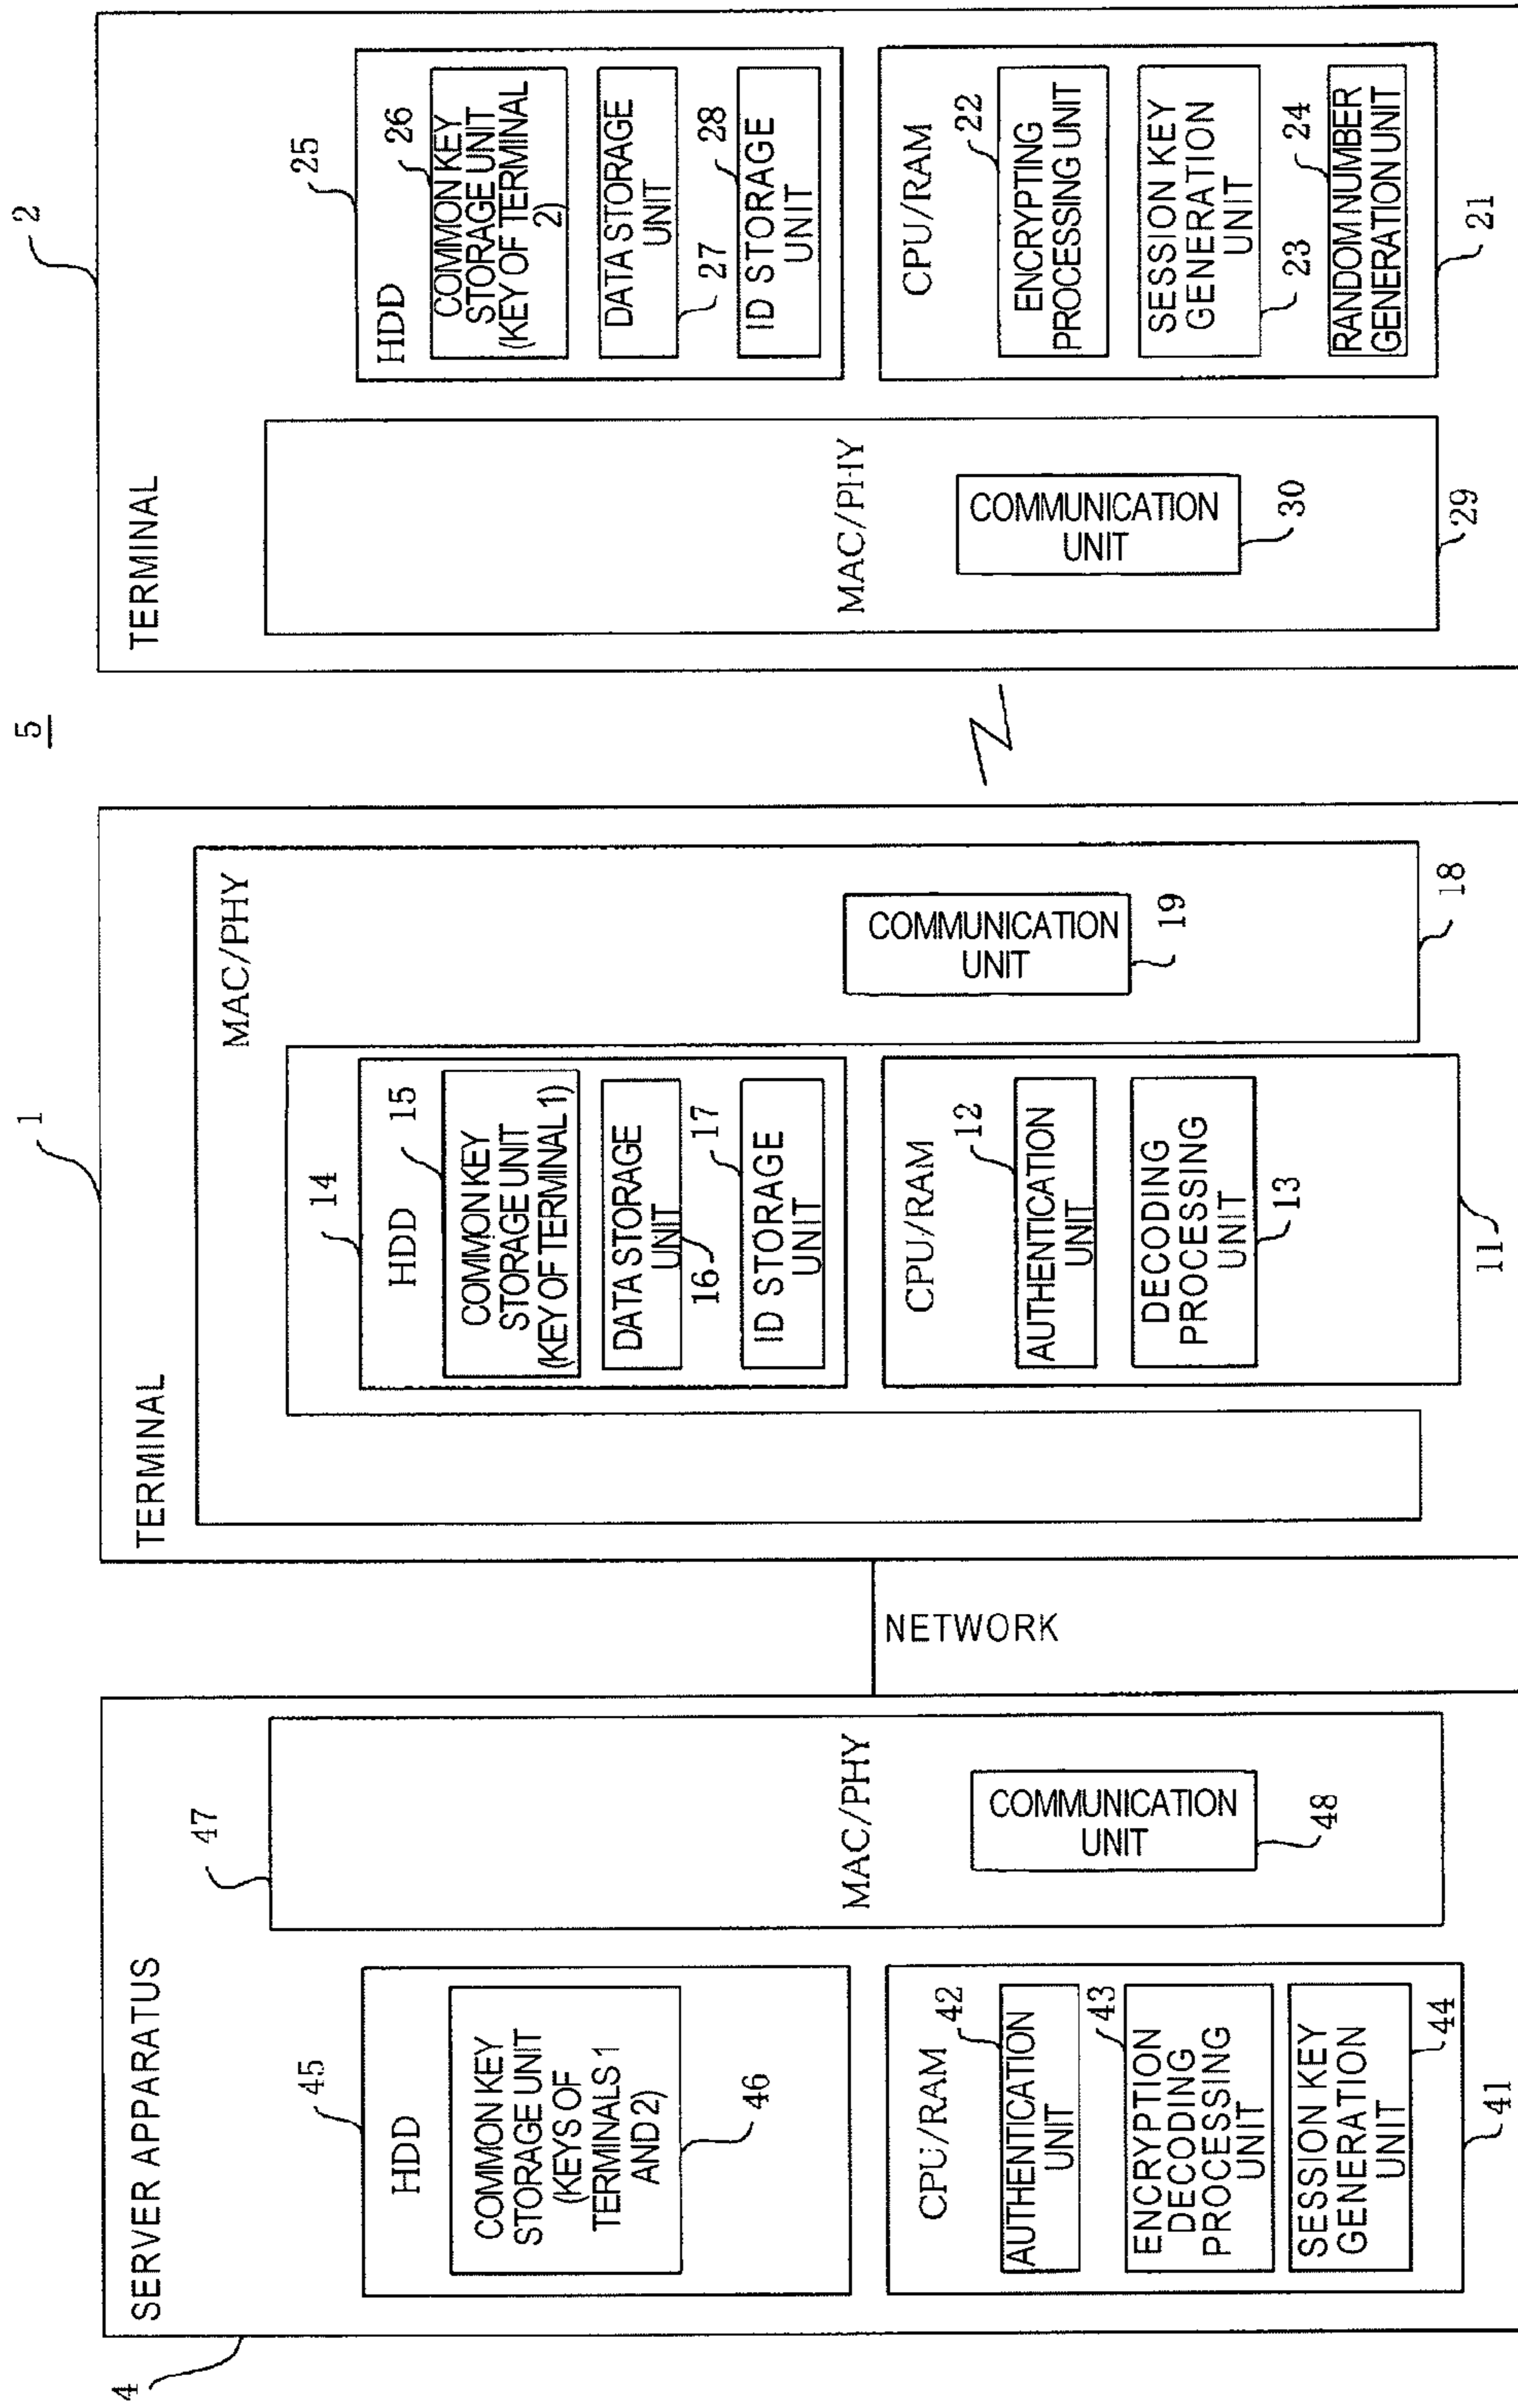 5
4
SERVER APPARATUS
45
HDD
COMMON KEY
STORAGE UNIT
(KEYS OF
TERMINALS 1
AND 2)
46
CPU/RAM
42
AUTHENTICATION
UNIT
43
ENCRYPTION
DECODING
PROCESSING
UNIT
SESSION KEY
GENERATION
UNIT
44
41
47
MAC/PHY
COMMUNICATION
UNIT
48
NETWORK
1
TERMINAL
MAC/PHY
14
HDD
15
COMMON KEY
STORAGE UNIT
(KEY OF TERMINAL 1)
DATA STORAGE
UNIT
16
17
ID STORAGE
UNIT
CPU/RAM
12
AUTHENTICATION
UNIT
DECODING
PROCESSING
UNIT
13
11
COMMUNICATION
UNIT
19
18
2
TERMINAL
MAC/PHY
COMMUNICATION
UNIT
30
29
25
HDD
26
COMMON KEY
STORAGE UNIT
(KEY OF TERMINAL
2)
DATA STORAGE
UNIT
27
28
ID STORAGE
UNIT
CPU/RAM
22
ENCRYPTING
PROCESSING UNIT
SESSION KEY
GENERATION
UNIT
23
24
RANDOM NUMBER
GENERATION UNIT
21